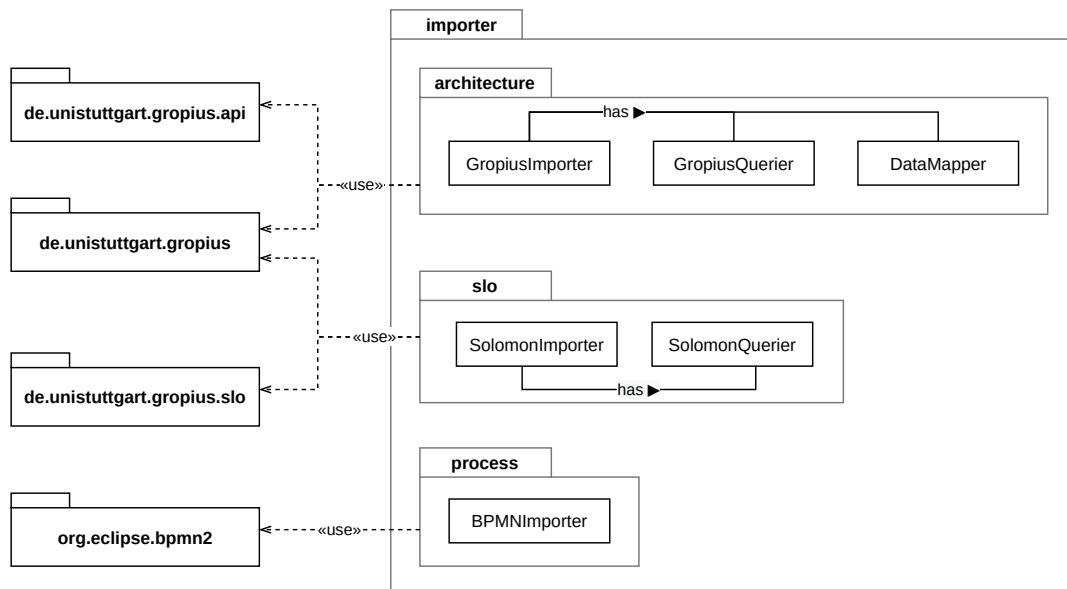 importer
architecture
de.unistuttgart.gropius.api
has ▶
GropiusImporter
GropiusQuerier
DataMapper
«use»
de.unistuttgart.gropius
slo
«use»
SolomonImporter
SolomonQuerier
has ▶
de.unistuttgart.gropius.slo
process
BPMNImporter
«use»
org.eclipse.bpmn2